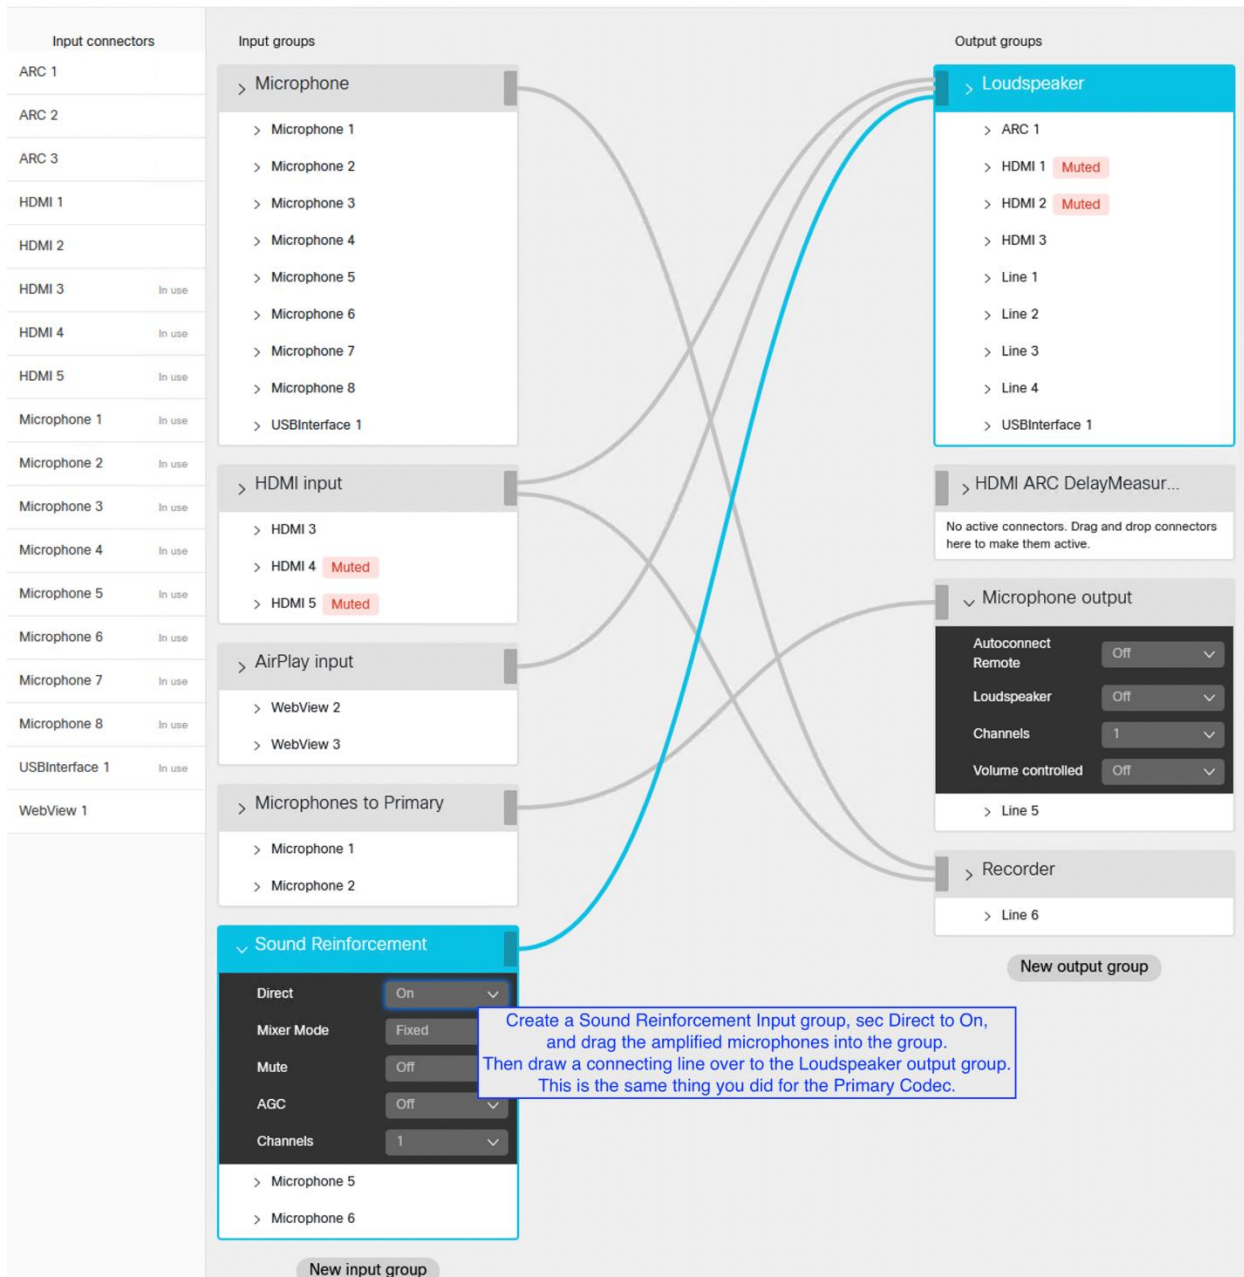 Input connectors
ARC 1
ARC 2
ARC 3
HDMI 1
HDMI 2
HDMI 3 In use
HDMI 4 In use
HDMI 5 In use
Microphone 1 In use
Microphone 2 In use
Microphone 3 In use
Microphone 4 In use
Microphone 5 In use
Microphone 6 In use
Microphone 7 In use
Microphone 8 In use
USBInterface 1 In use
WebView 1
Input groups
Microphone
Microphone 1
Microphone 2
Microphone 3
Microphone 4
Microphone 5
Microphone 6
Microphone 7
Microphone 8
USBInterface 1
HDMI input
HDMI 3
HDMI 4 Muted
HDMI 5 Muted
AirPlay input
WebView 2
WebView 3
Microphones to Primary
Microphone 1
Microphone 2
Sound Reinforcement
Direct On
Mixer Mode Fixed
Mute Off
AGC Off
Channels 1
Microphone 5
Microphone 6
New input group
Create a Sound Reinforcement Input group, sec Direct to On,
and drag the amplified microphones into the group.
Then draw a connecting line over to the Loudspeaker output group.
This is the same thing you did for the Primary Codec.
Output groups
Loudspeaker
ARC 1
HDMI 1 Muted
HDMI 2 Muted
HDMI 3
Line 1
Line 2
Line 3
Line 4
USBInterface 1
HDMI ARC DelayMeasur...
No active connectors. Drag and drop connectors
here to make them active.
Microphone output
Autoconnect
Remote Off
Loudspeaker Off
Channels 1
Volume controlled Off
Line 5
Recorder
Line 6
New output group